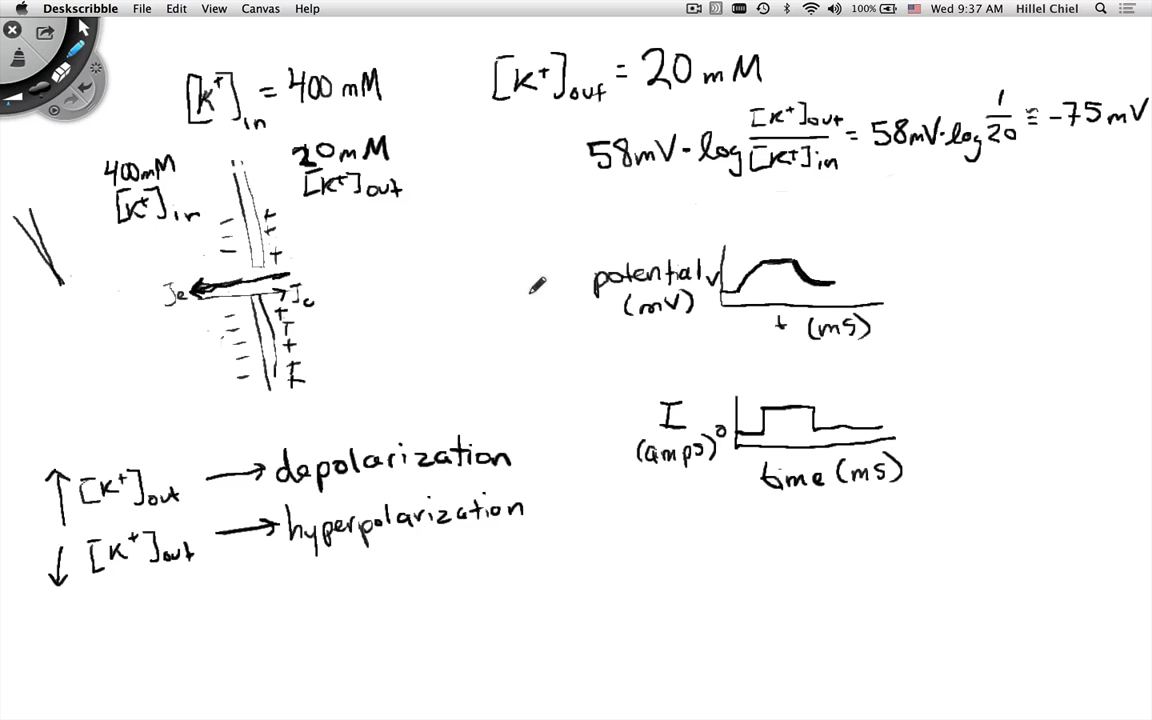 Deskscribble File Edit View Canvas Help 100% Wed 9:37 AM Hillel Chiel
[K+]in = 400 mM
[K+]out = 20 mM
58mV · log [K+]out / [K+]in = 58mV · log 1/20 ≅ -75 mV
400mM
[K+]in
20mM
[K+]out
Je
Jc
potential V
(mV)
t (ms)
I
(amps)
0
time (ms)
↑ [K+]out → depolarization
↓ [K+]out → hyperpolarization